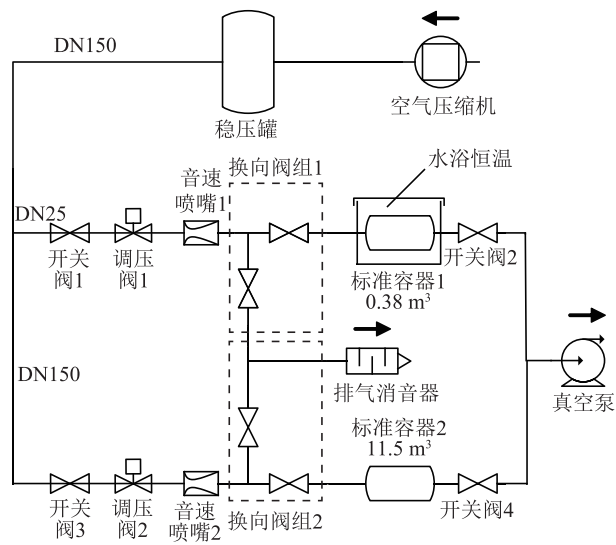 DN150
稳压罐
空气压缩机
音速
喷嘴1
换向阀组1
水浴恒温
DN25
开关
阀1
调压
阀1
标准容器1
0.38 m³
开关阀2
DN150
排气消音器
真空泵
标准容器2
11.5 m³
开关
阀3
调压
阀2
音速
喷嘴2
换向阀组2
开关阀4